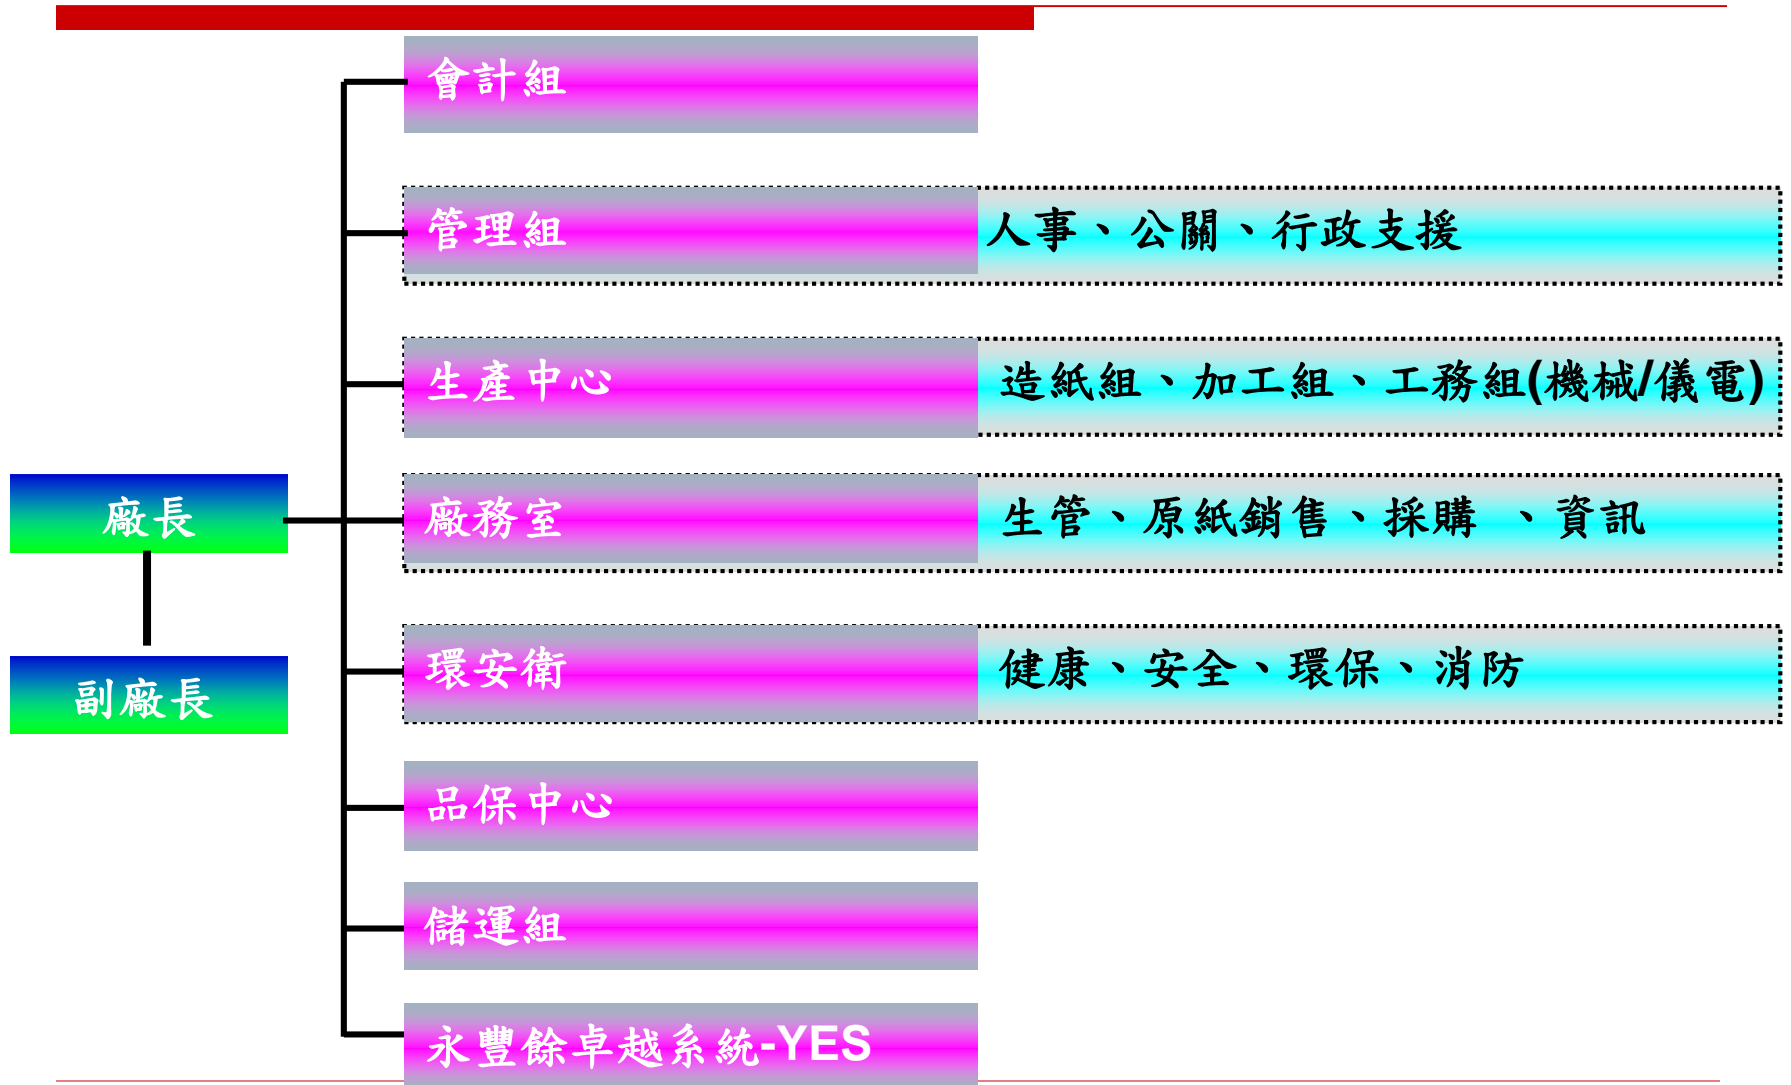 會計組
管理組 人事、公關、行政支援
生產中心 造紙組、加工組、工務組(機械/儀電)
廠長
廠務室 生管、原紙銷售、採購 、資訊
環安衛 健康、安全、環保、消防
副廠長
品保中心
儲運組
永豐餘卓越系統-YES